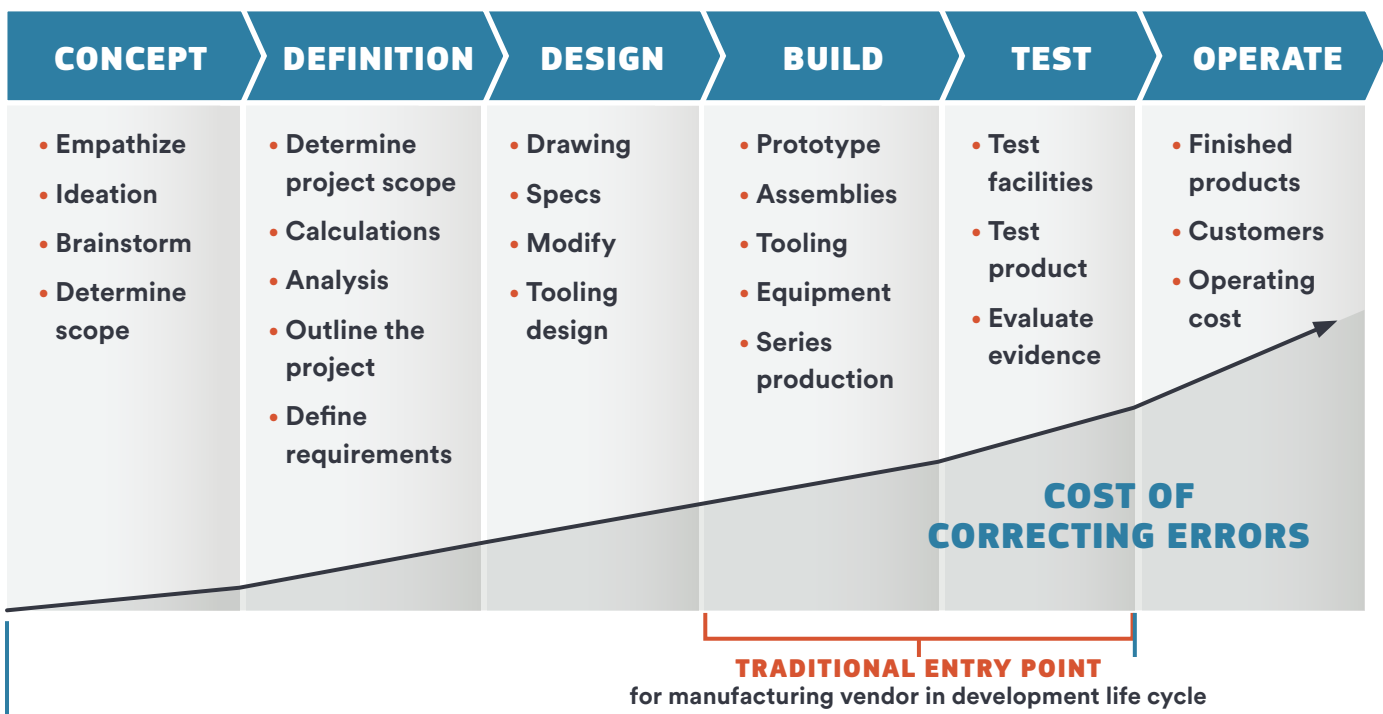 CONCEPT
DEFINITION
DESIGN
BUILD
TEST
OPERATE
• Empathize
• Ideation
• Brainstorm
• Determine
scope
• Determine
project scope
• Calculations
• Analysis
• Outline the
project
• Define
requirements
• Drawing
• Specs
• Modify
• Tooling
design
• Prototype
• Assemblies
• Tooling
• Equipment
• Series
production
• Test
facilities
• Test
product
• Evaluate
evidence
• Finished
products
• Customers
• Operating
cost
COST OF
CORRECTING ERRORS
TRADITIONAL ENTRY POINT
for manufacturing vendor in development life cycle